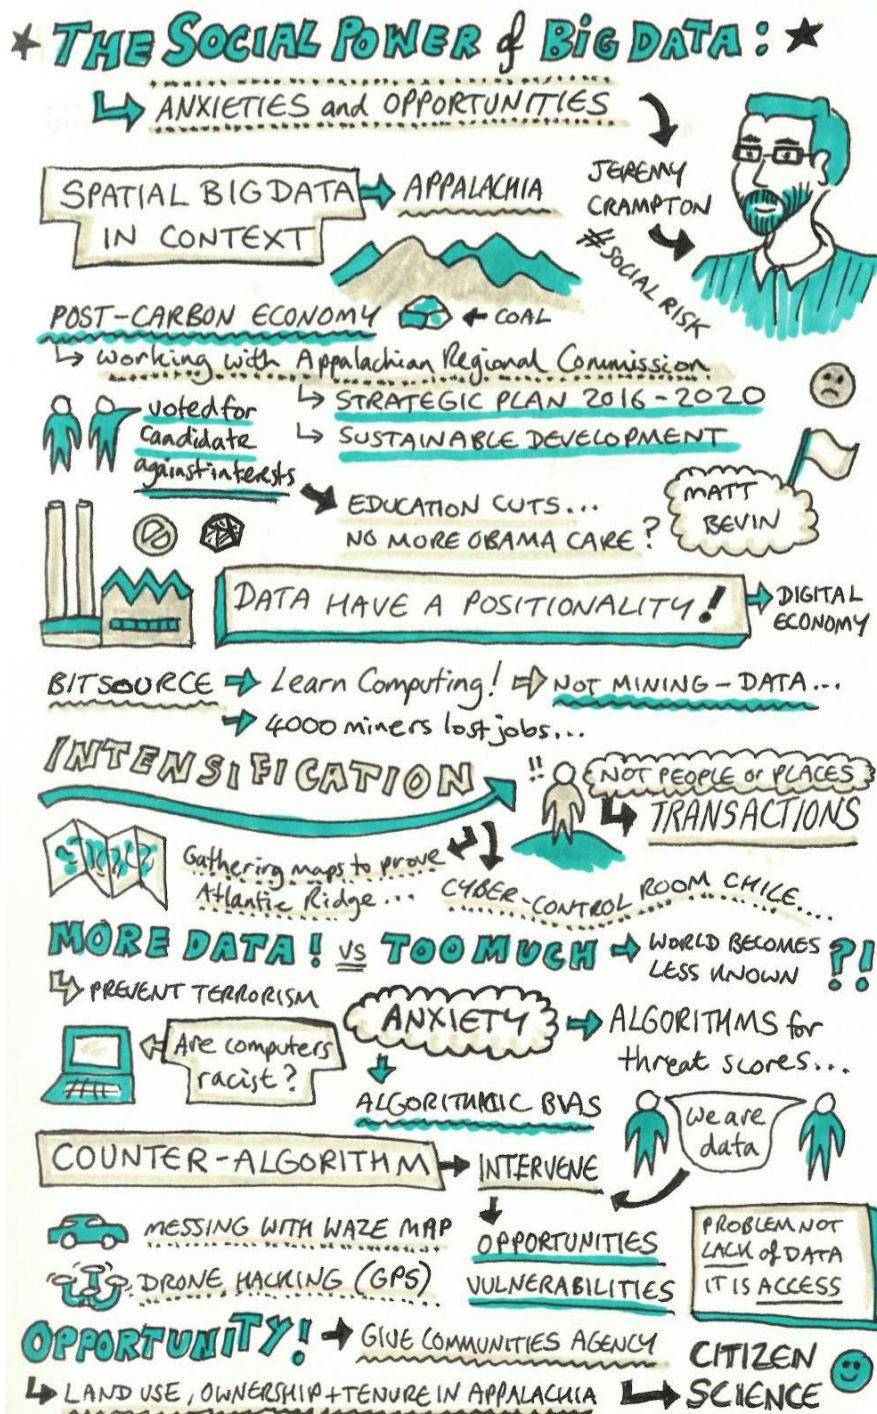 THE SOCIAL POWER of BIG DATA:
ANXIETIES and OPPORTUNITIES
JEREMY
CRAMPTON
#SOCIAL RISK
SPATIAL BIG DATA
IN CONTEXT
APPALACHIA
POST-CARBON ECONOMY
COAL
working with Appalachian Regional Commission
STRATEGIC PLAN 2016-2020
SUSTAINABLE DEVELOPMENT
voted for
candidate
against interests
EDUCATION CUTS...
NO MORE OBAMA CARE?
MATT
BEVIN
DATA HAVE A POSITIONALITY!
DIGITAL
ECONOMY
BITSOURCE
Learn Computing!
NOT MINING-DATA...
4000 miners lost jobs...
INTENSIFICATION
!!
NOT PEOPLE or PLACES
TRANSACTIONS
Gathering maps to prove
Atlantic Ridge...
CYBER-CONTROL ROOM CHILE....
MORE DATA! VS TOO MUCH
WORLD BECOMES
LESS KNOWN
?!
PREVENT TERRORISM
Are computers
racist?
ANXIETY
ALGORITHMS for
threat scores...
ALGORITHMIC BIAS
we are
data
COUNTER-ALGORITHM
INTERVENE
MESSING WITH WAZE MAP
DRONE HACKING (GPS)
OPPORTUNITIES
VULNERABILITIES
PROBLEM NOT
LACK of DATA
IT IS ACCESS
OPPORTUNITY!
GIVE COMMUNITIES AGENCY
LAND USE, OWNERSHIP + TENURE IN APPALACHIA
CITIZEN
SCIENCE